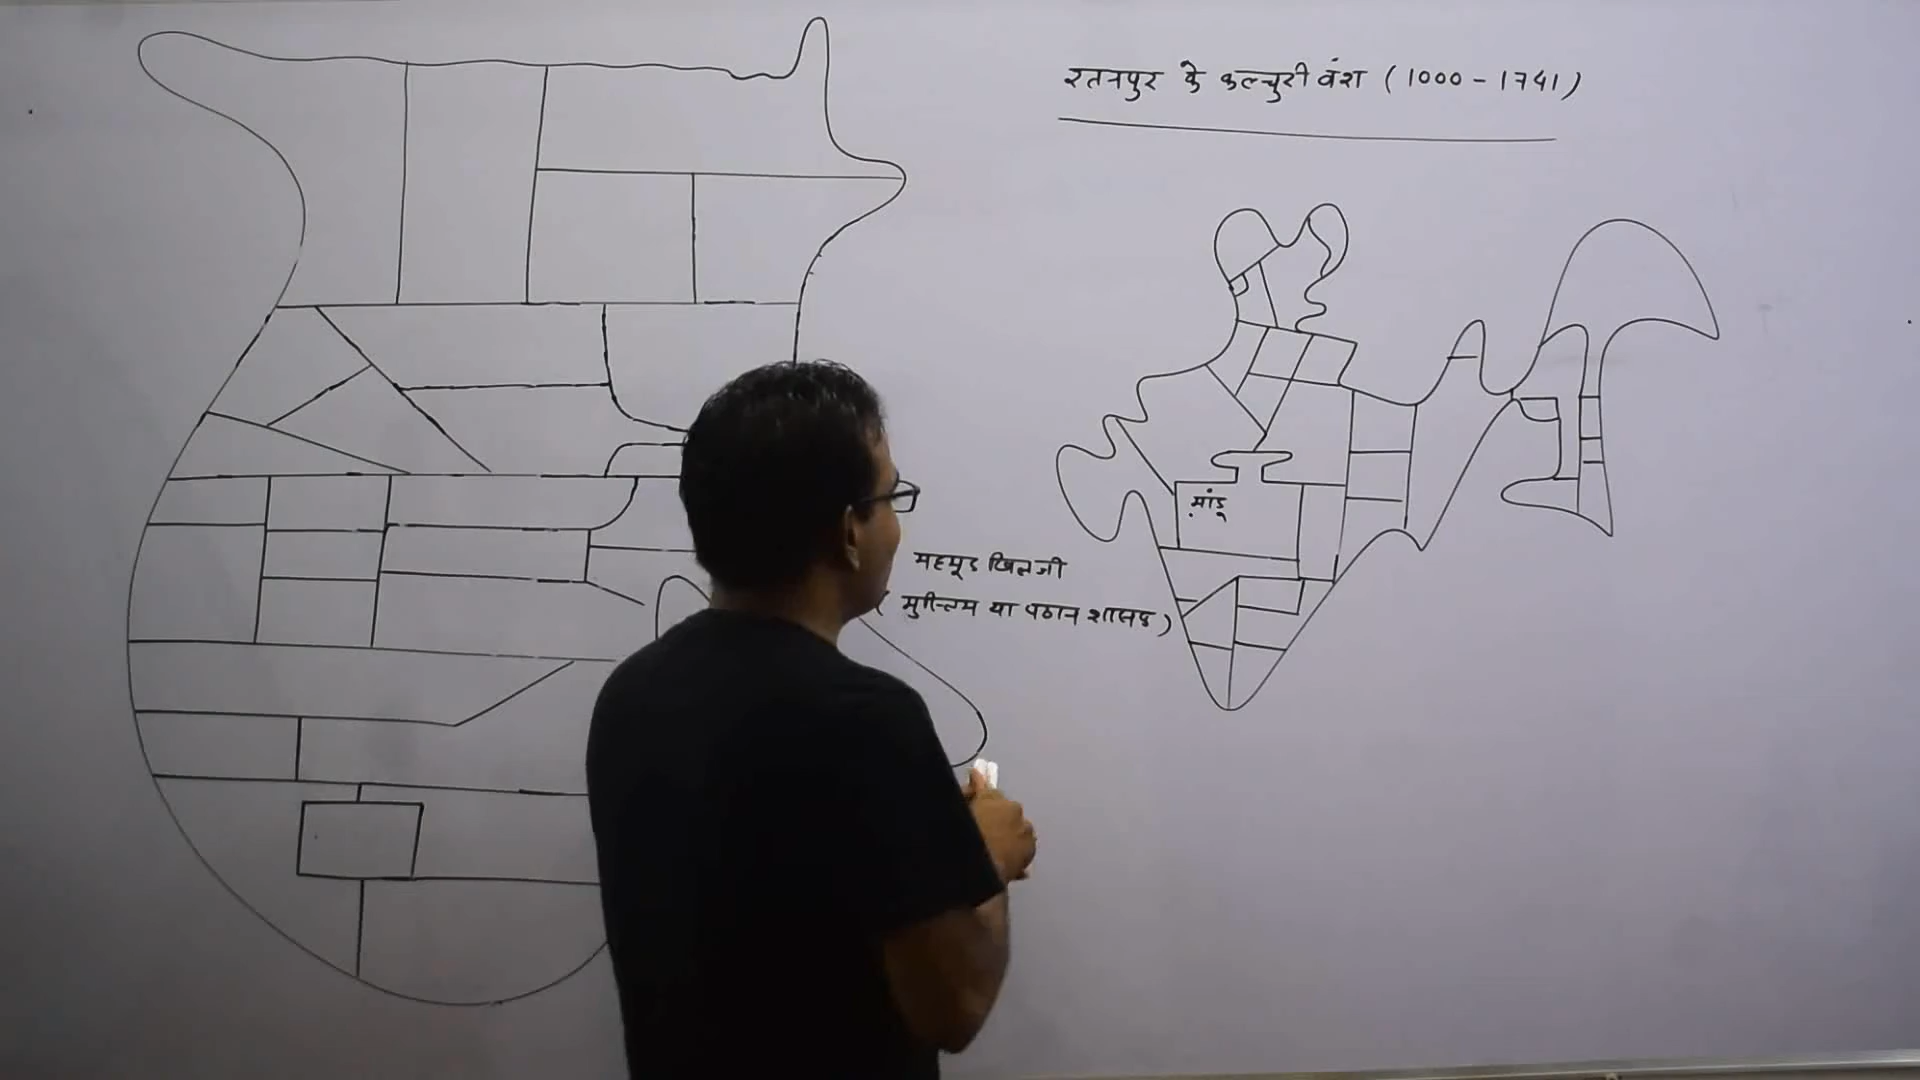 रतनपुर के कल्चुरी वंश (1000-1741)
मांडू
महमूद खिलजी
(मुस्लिम या पठान शासक)